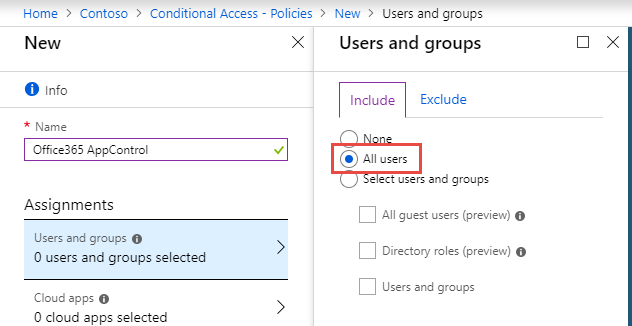 Home > Contoso > Conditional Access - Policies > New > Users and groups
New
Info
* Name
Office365 AppControl
Assignments
Users and groups
0 users and groups selected
Cloud apps
0 cloud apps selected
Users and groups
Include
Exclude
None
All users
Select users and groups
All guest users (preview)
Directory roles (preview)
Users and groups